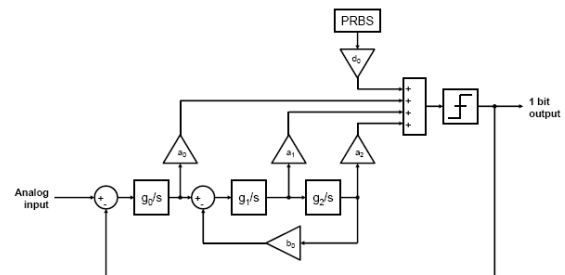 PRBS
d0
+
+
+
+
1 bit
output
a0
a1
a2
Analog
input
+
-
g0/s
+
-
g1/s
g2/s
b0